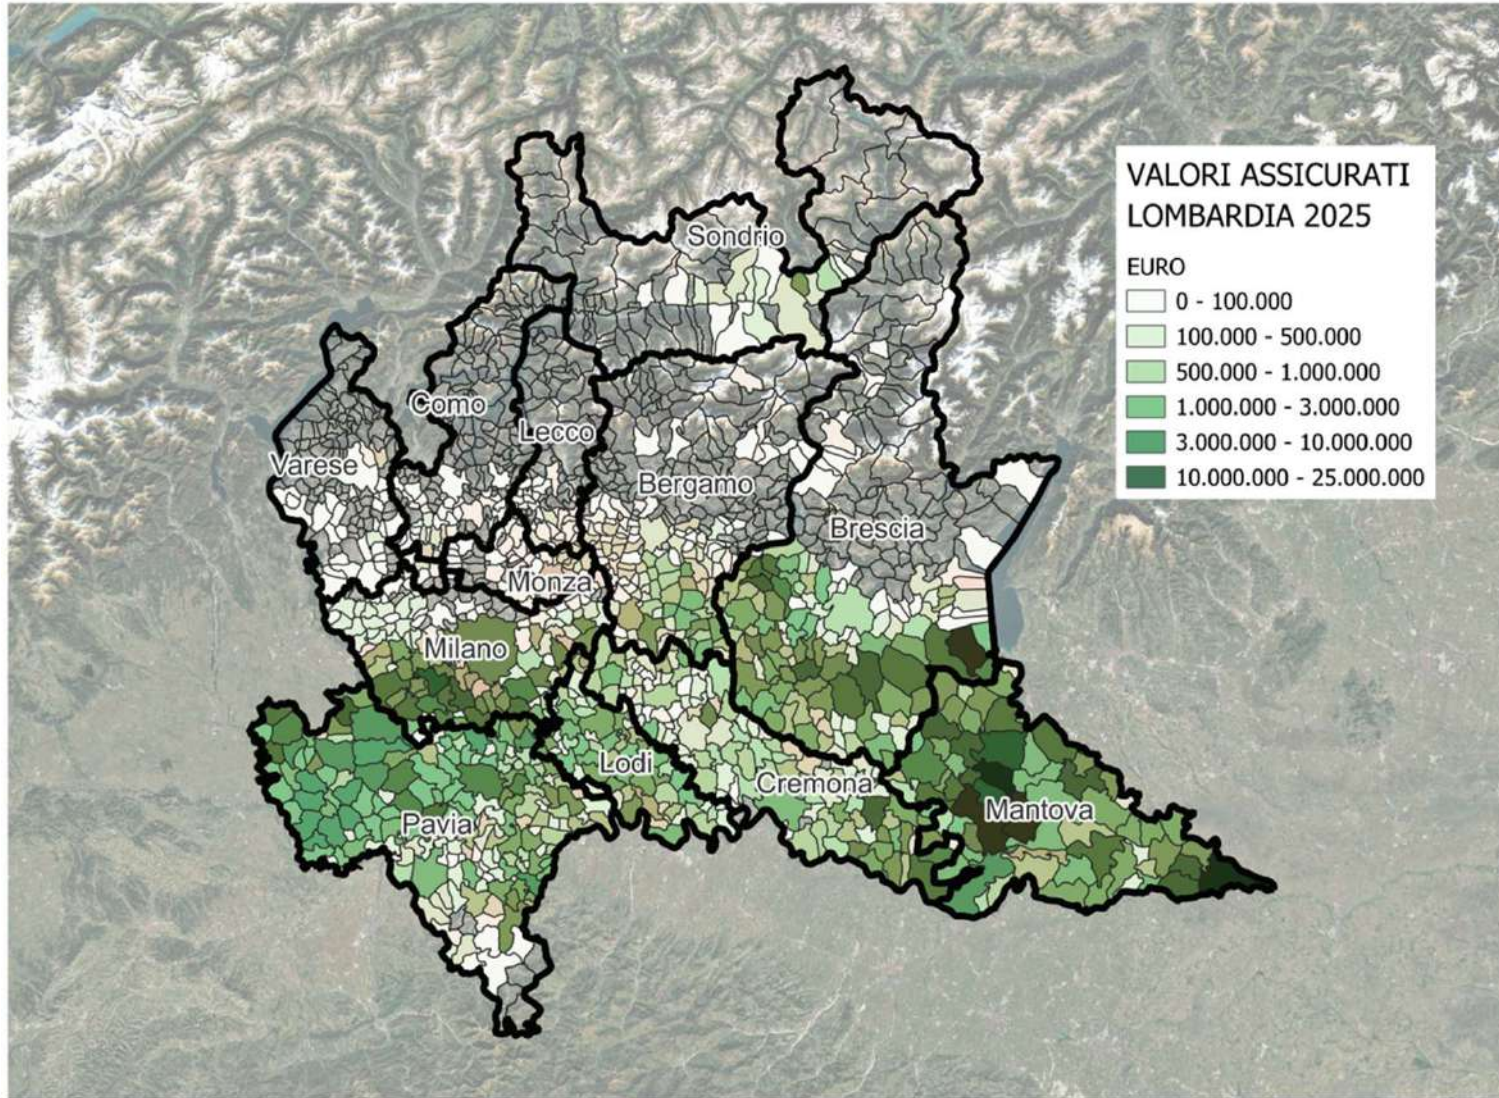 VALORI ASSICURATI
LOMBARDIA 2025
EURO
0 - 100.000
100.000 - 500.000
500.000 - 1.000.000
1.000.000 - 3.000.000
3.000.000 - 10.000.000
10.000.000 - 25.000.000
Sondrio
Como
Lecco
Varese
Bergamo
Brescia
Monza
Milano
Lodi
Cremona
Mantova
Pavia